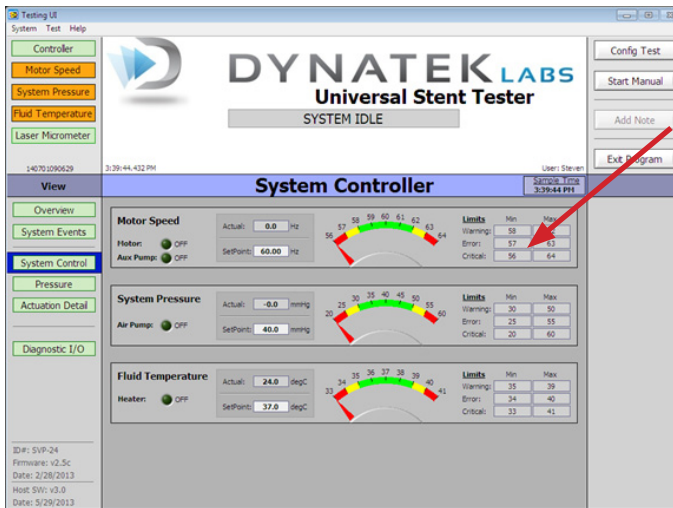 Testing UI
System Test Help
Controller
Motor Speed
System Pressure
Fluid Temperature
Laser Micrometer
140701090629
DYNATEK LABS
Universal Stent Tester
SYSTEM IDLE
3:39:44.432 PM
User: Steven
Config Test
Start Manual
Add Note
Exit Program
View
System Controller
Sample Time
3:39:44 PM
Overview
System Events
System Control
Pressure
Actuation Detail
Diagnostic I/O
ID#: SVP-24
Firmware: v2.5c
Date: 2/28/2013
Host SW: v3.0
Date: 5/29/2013
Motor Speed
Motor: OFF
Aux Pump: OFF
Actual: 0.0 Hz
SetPoint: 60.00 Hz
56 57 58 59 60 61 62 63 64
Limits Min Max
Warning: 58
Error: 57 63
Critical: 56 64
System Pressure
Air Pump: OFF
Actual: -0.0 mmHg
SetPoint: 40.0 mmHg
20 25 30 35 40 45 50 55 60
Limits Min Max
Warning: 30 50
Error: 25 55
Critical: 20 60
Fluid Temperature
Heater: OFF
Actual: 24.0 degC
SetPoint: 37.0 degC
33 34 35 36 37 38 39 40 41
Limits Min Max
Warning: 35 39
Error: 34 40
Critical: 33 41